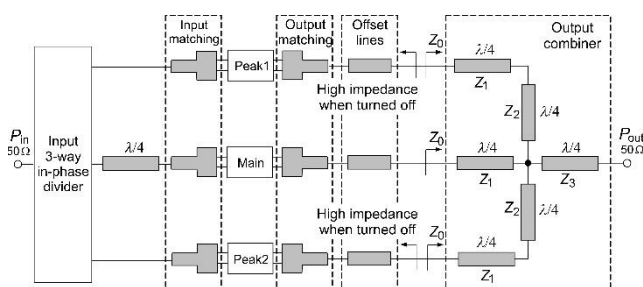 Input
matching
Output
matching
Offset
lines
Output
combiner
Peak1
Z0
λ/4
Z1
High impedance
when turned off
Z2
λ/4
Pin
50Ω
Input
3-way
in-phase
divider
λ/4
Main
Z0
λ/4
Z1
λ/4
Z3
Pout
50Ω
High impedance
when turned off
Z2
λ/4
Peak2
Z0
λ/4
Z1